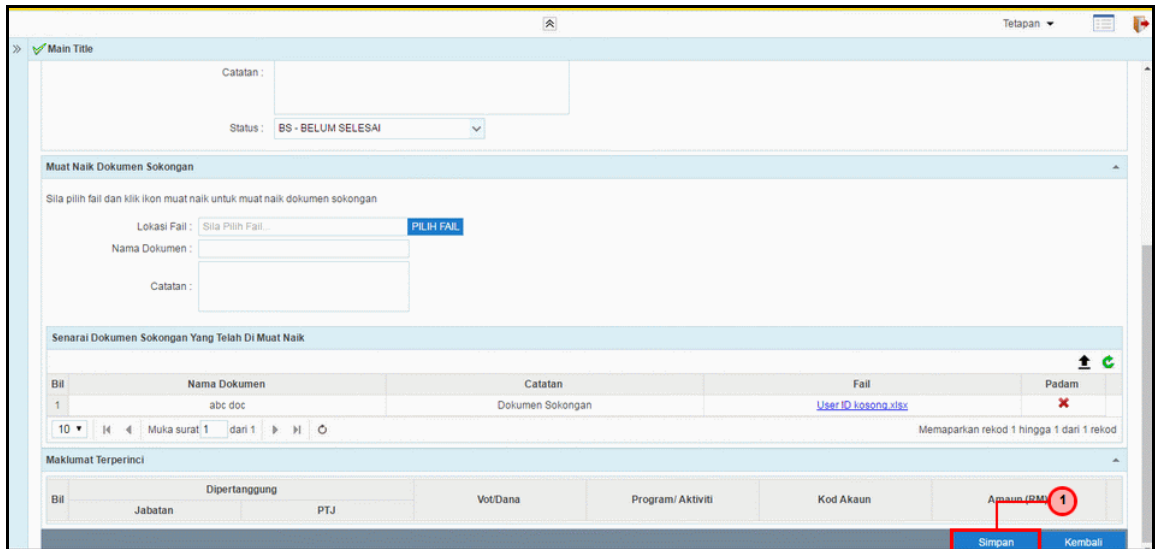 Tetapan
Main Title
Catatan :
Status : BS - BELUM SELESAI
Muat Naik Dokumen Sokongan
Sila pilih fail dan klik ikon muat naik untuk muat naik dokumen sokongan
Lokasi Fail : Sila Pilih Fail... PILIH FAIL
Nama Dokumen :
Catatan :
Senarai Dokumen Sokongan Yang Telah Di Muat Naik
Bil Nama Dokumen Catatan Fail Padam
1 abc doc Dokumen Sokongan User ID kosong.xlsx
10 Muka surat 1 dari 1 Memaparkan rekod 1 hingga 1 dari 1 rekod
Maklumat Terperinci
Bil Dipertanggung Vot/Dana Program/ Aktiviti Kod Akaun Amaun (RM) 1
Jabatan PTJ
Simpan Kembali